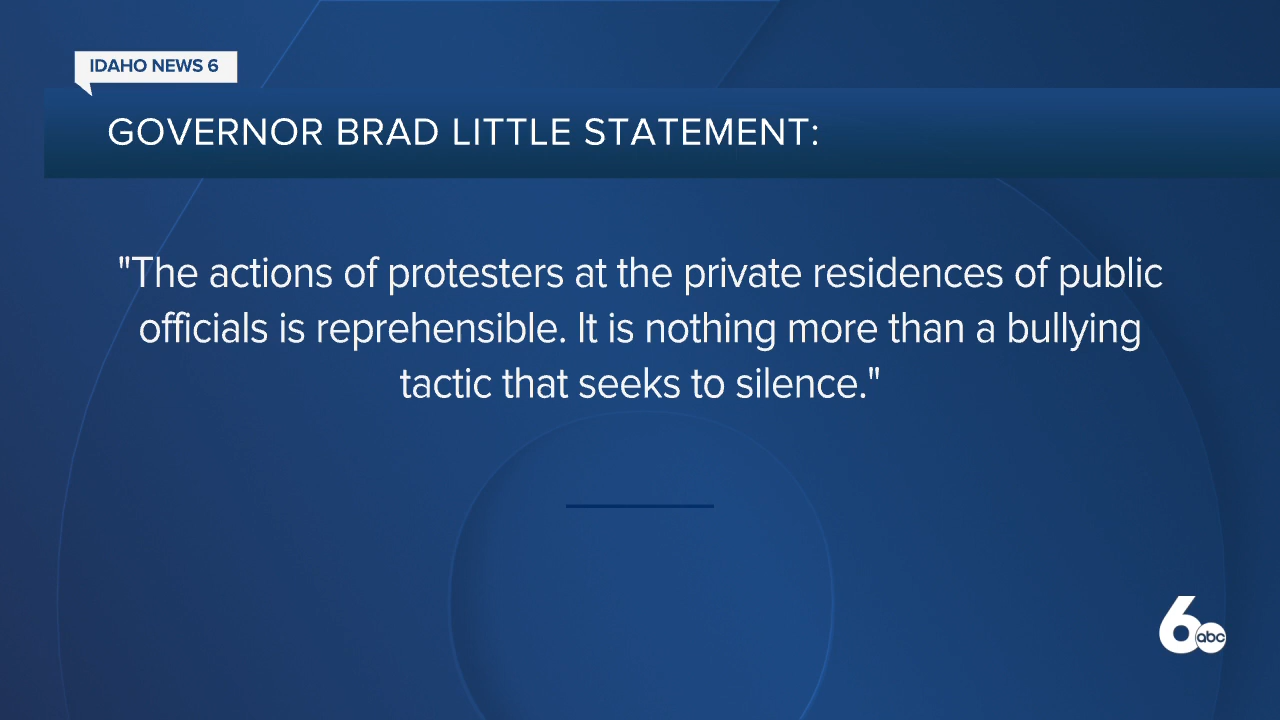 IDAHO NEWS 6
GOVERNOR BRAD LITTLE STATEMENT:
"The actions of protesters at the private residences of public
officials is reprehensible. It is nothing more than a bullying
tactic that seeks to silence."
6 abc